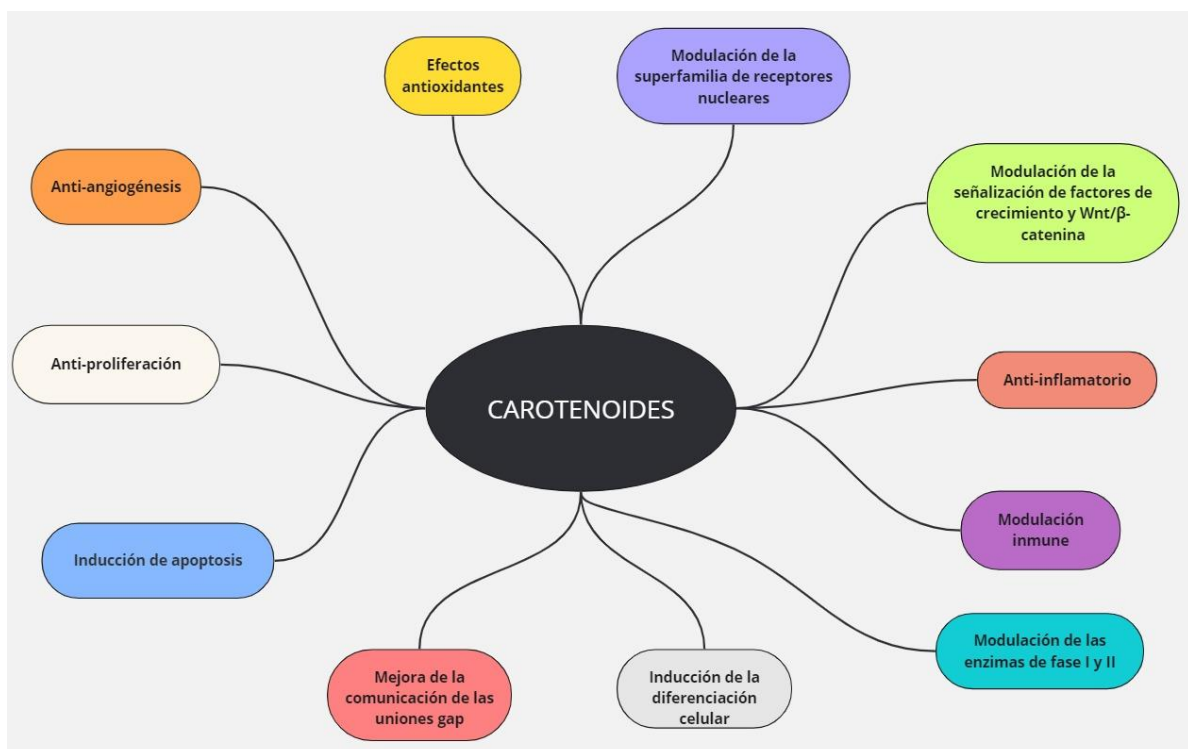 Efectos
antioxidantes
Modulación de la
superfamilia de receptores
nucleares
Anti-angiogénesis
Modulación de la
señalización de factores de
crecimiento y Wnt/β-
catenina
Anti-proliferación
CAROTENOIDES
Anti-inflamatorio
Inducción de apoptosis
Modulación
inmune
Mejora de la
comunicación de las
uniones gap
Inducción de la
diferenciación
celular
Modulación de las
enzimas de fase I y II